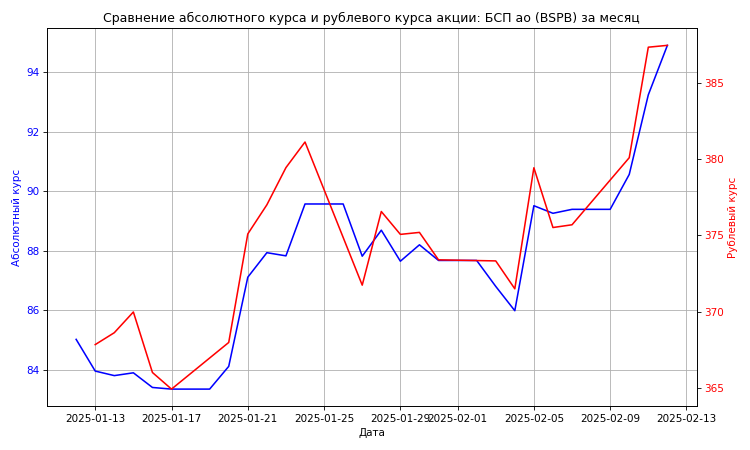 Сравнение абсолютного курса и рублевого курса акции: БСП ао (BSPB) за месяц
Абсолютный курс
94
92
90
88
86
84
385
380
375
370
365
Рублевый курс
2025-01-13 2025-01-17 2025-01-21 2025-01-25 2025-01-29 2025-02-01 2025-02-05 2025-02-09 2025-02-13
Дата